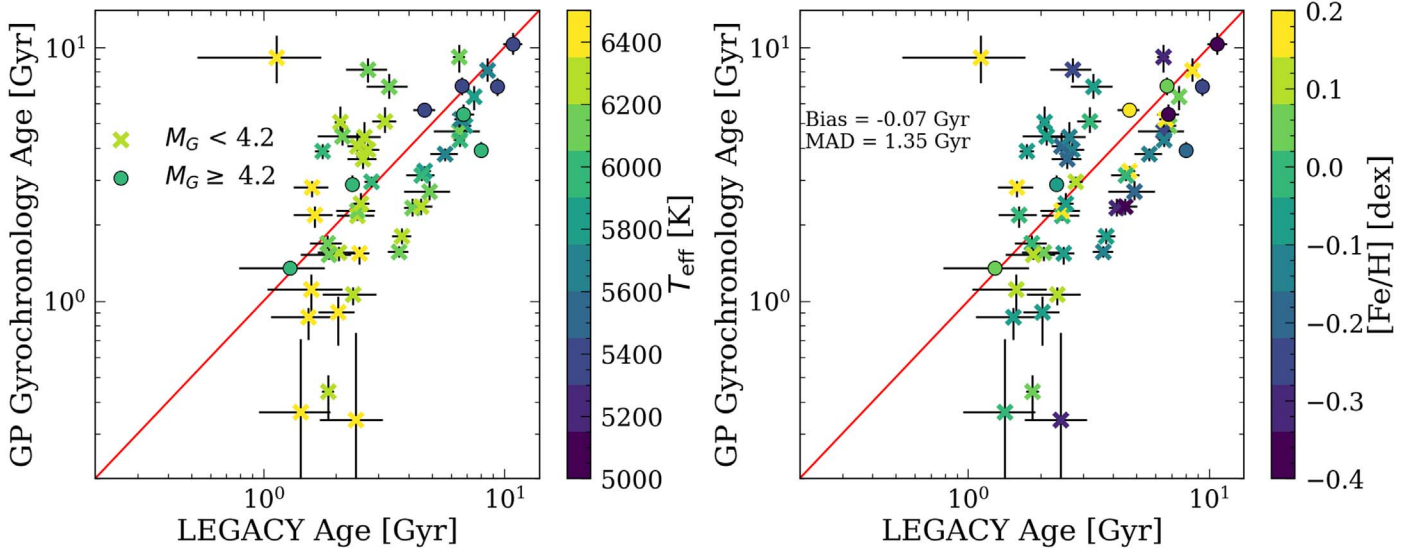 GP Gyrochronology Age [Gyr]
10¹
10⁰
M_G < 4.2
M_G ≥ 4.2
10⁰
10¹
LEGACY Age [Gyr]
6400
6200
6000
5800
5600
5400
5200
5000
T_eff [K]
GP Gyrochronology Age [Gyr]
10¹
10⁰
Bias = -0.07 Gyr
MAD = 1.35 Gyr
10⁰
10¹
LEGACY Age [Gyr]
0.2
0.1
0.0
−0.1
−0.2
−0.3
−0.4
[Fe/H] [dex]